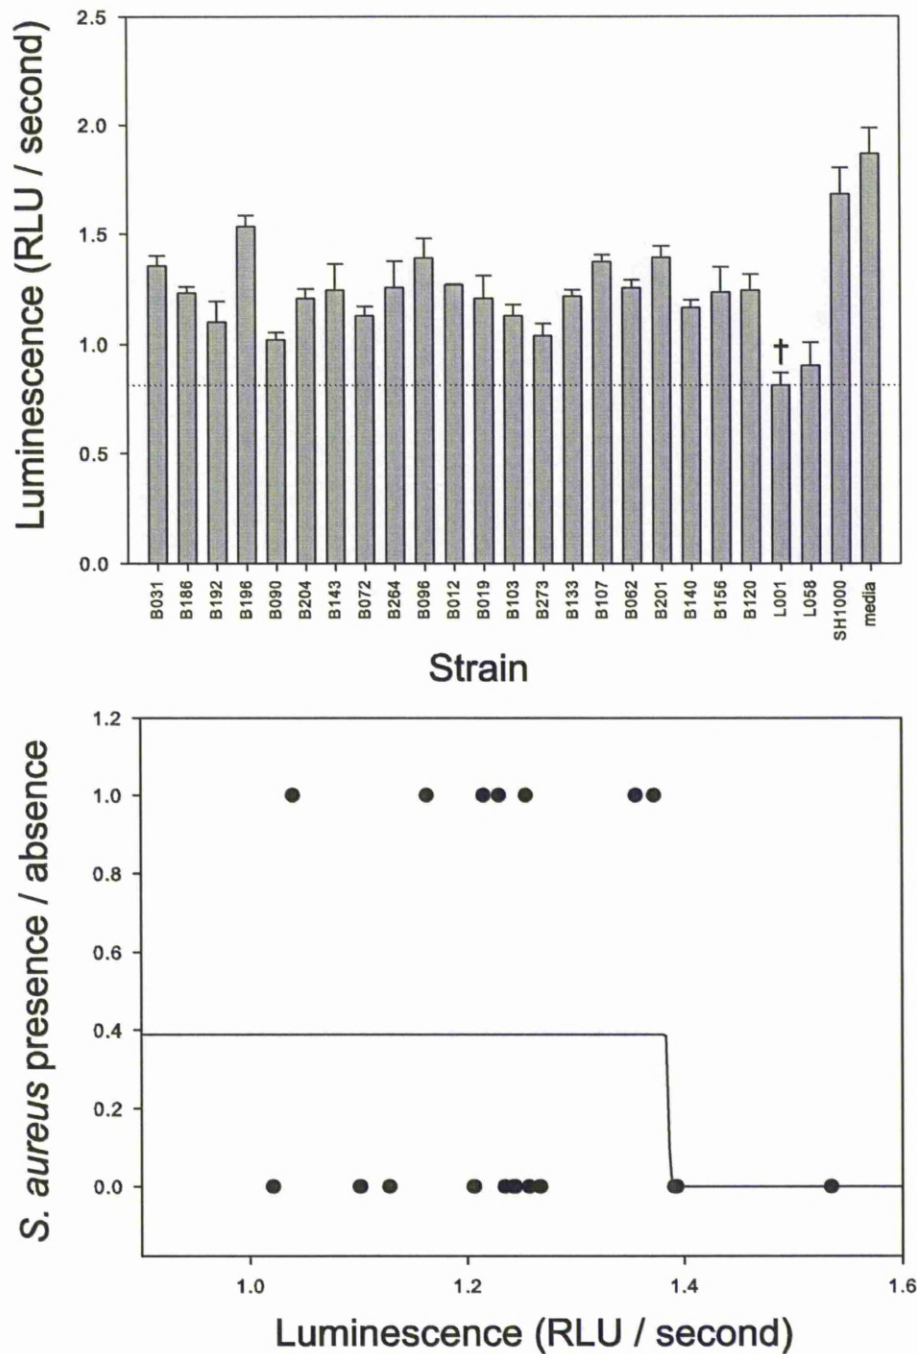 Luminescence (RLU / second)
2.5
2.0
1.5
1.0
0.5
0.0
†
B031 B186 B192 B196 B090 B204 B143 B072 B264 B096 B012 B019 B103 B273 B133 B107 B062 B201 B140 B156 B120 L001 L058 SH1000 media
Strain
S. aureus presence / absence
1.2
1.0
0.8
0.6
0.4
0.2
0.0
1.0 1.2 1.4 1.6
Luminescence (RLU / second)